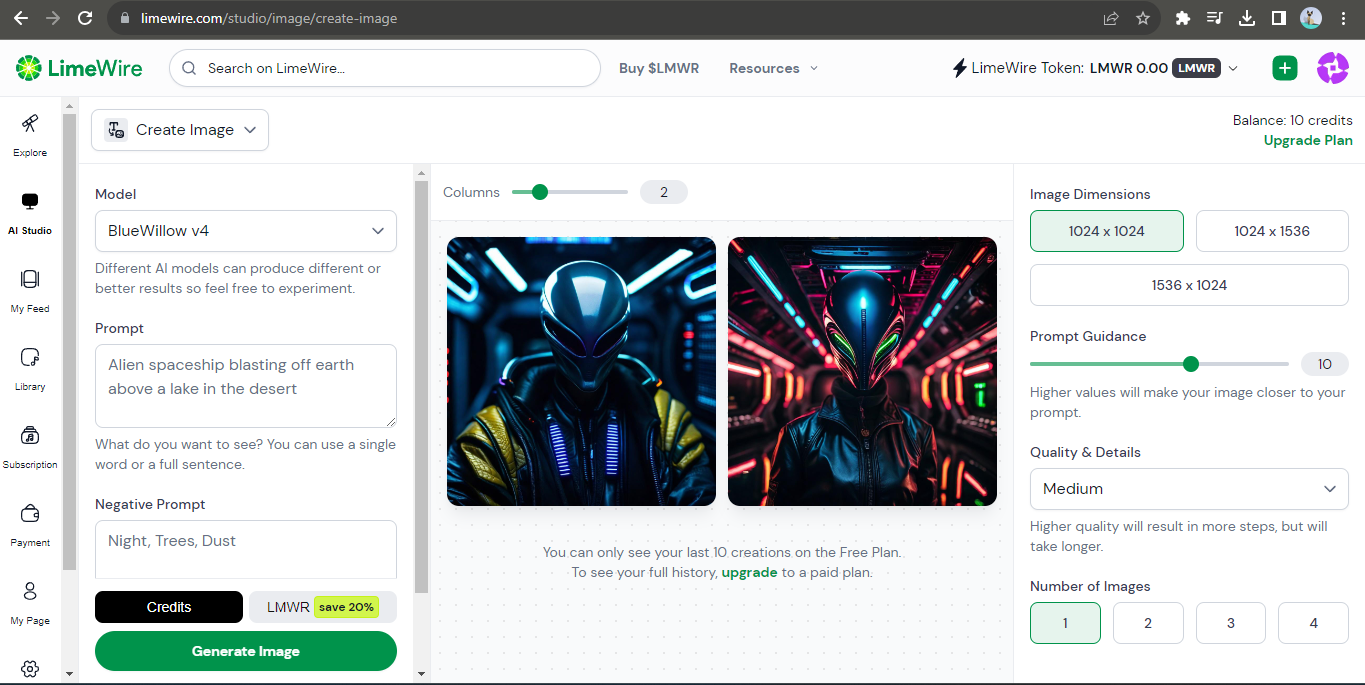 limewire.com/studio/image/create-image
LimeWire
Search on LimeWire...
Buy $LMWR
Resources
LimeWire Token: LMWR 0.00 LMWR
Explore
AI Studio
My Feed
Library
Subscription
Payment
My Page
Create Image
Balance: 10 credits
Upgrade Plan
Model
BlueWillow v4
Different AI models can produce different or
better results so feel free to experiment.
Prompt
Alien spaceship blasting off earth
above a lake in the desert
What do you want to see? You can use a single
word or a full sentence.
Negative Prompt
Night, Trees, Dust
Credits
LMWR save 20%
Generate Image
Columns 2
You can only see your last 10 creations on the Free Plan.
To see your full history, upgrade to a paid plan.
Image Dimensions
1024 x 1024
1024 x 1536
1536 x 1024
Prompt Guidance
10
Higher values will make your image closer to your
prompt.
Quality & Details
Medium
Higher quality will result in more steps, but will
take longer.
Number of Images
1 2 3 4